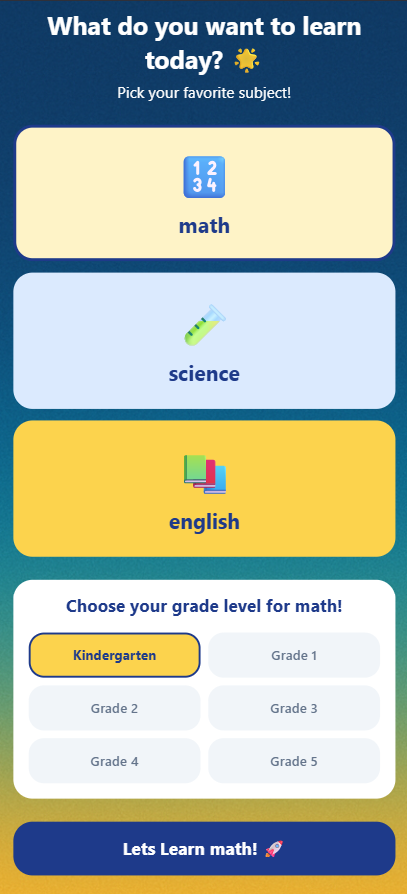 What do you want to learn
today? 🌟
Pick your favorite subject!
🔢
math
science
english
Choose your grade level for math!
Kindergarten Grade 1
Grade 2 Grade 3
Grade 4 Grade 5
Lets Learn math! 🚀